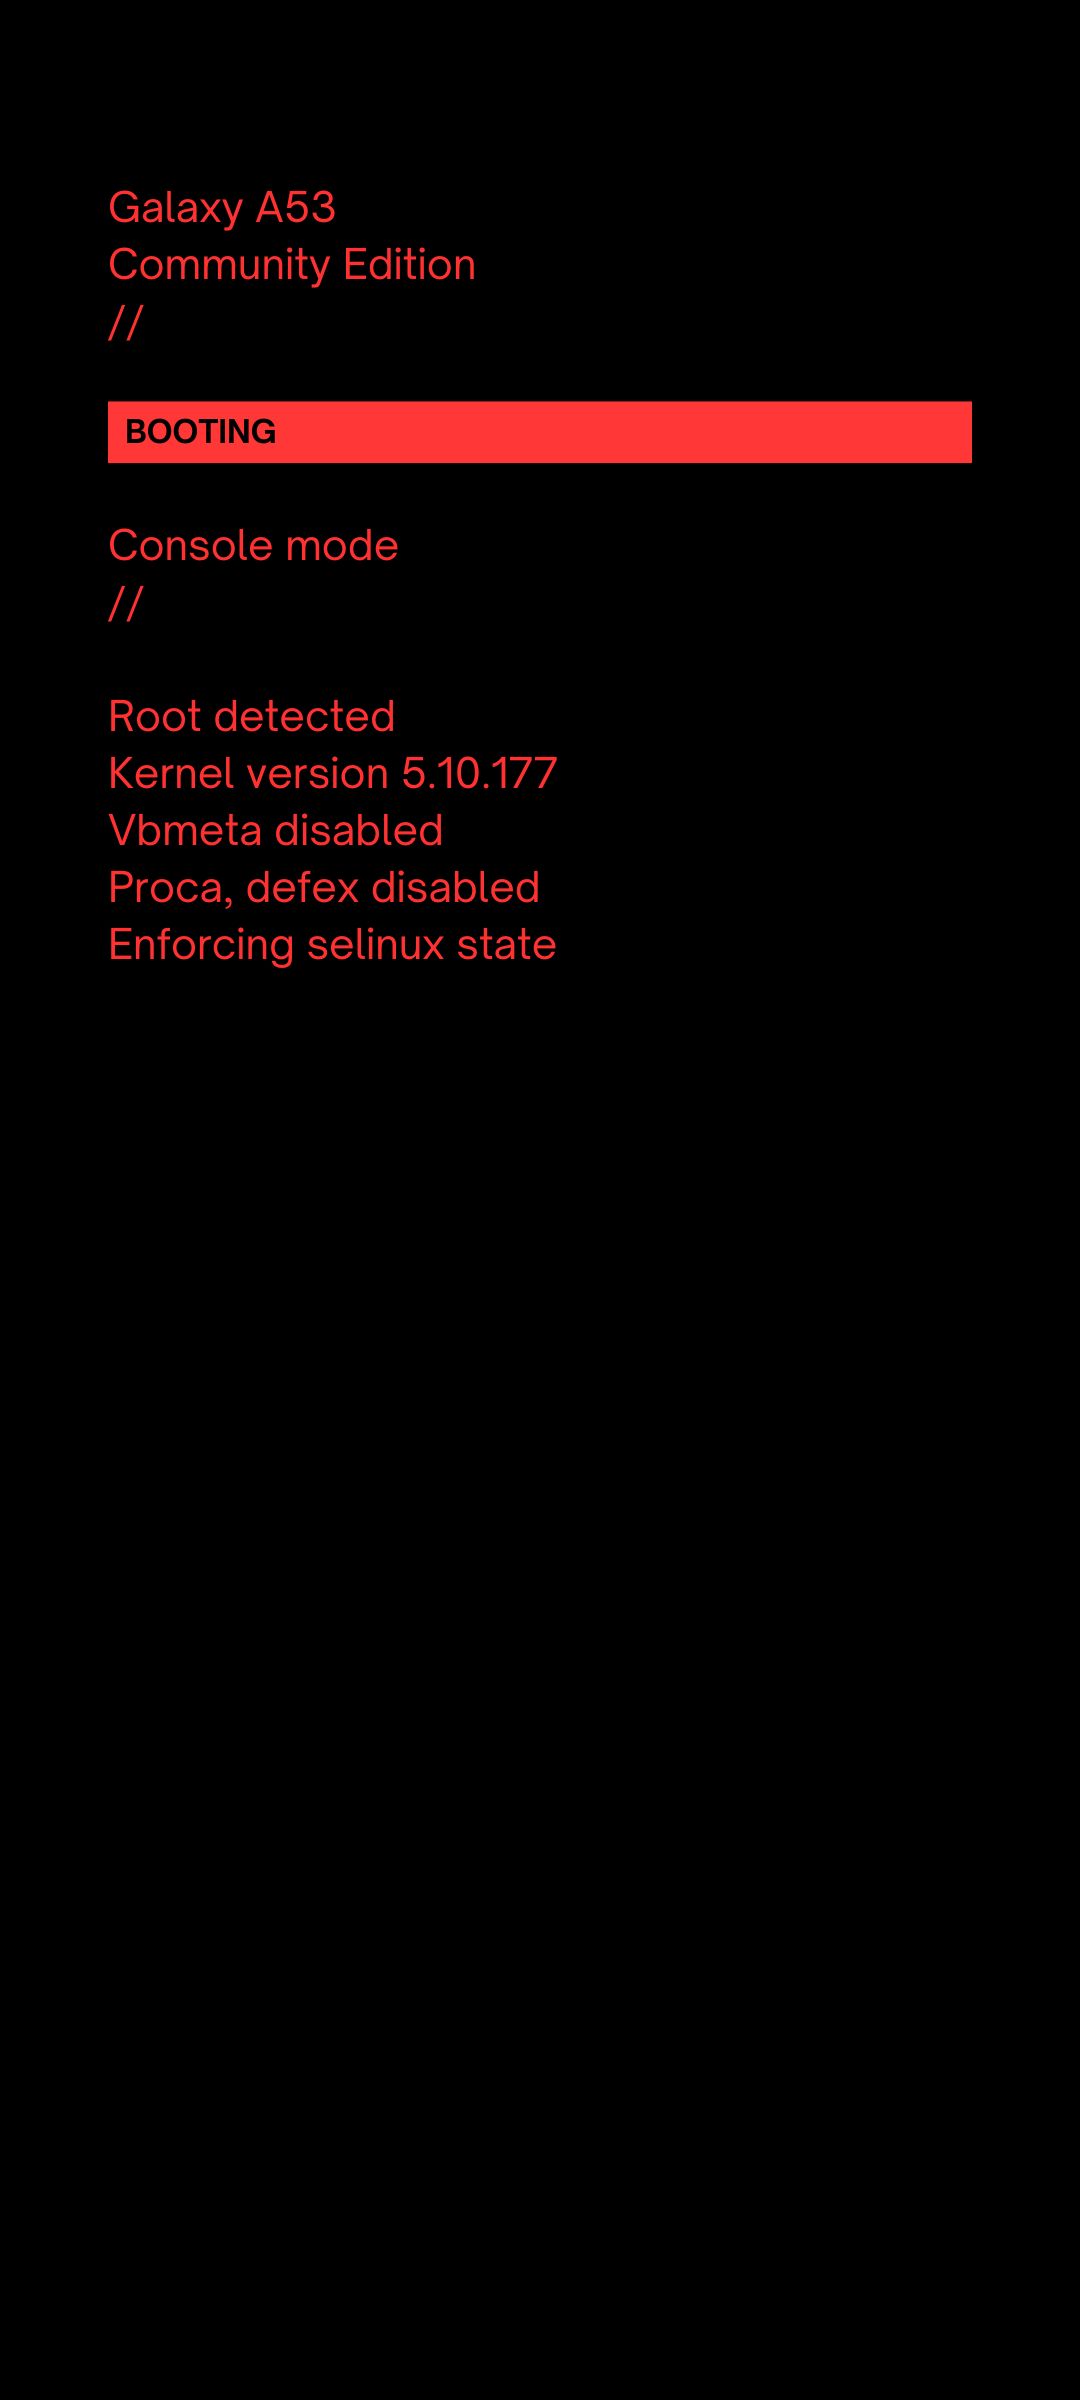 Galaxy A53
Community Edition
//
BOOTING
Console mode
//
Root detected
Kernel version 5.10.177
Vbmeta disabled
Proca, defex disabled
Enforcing selinux state